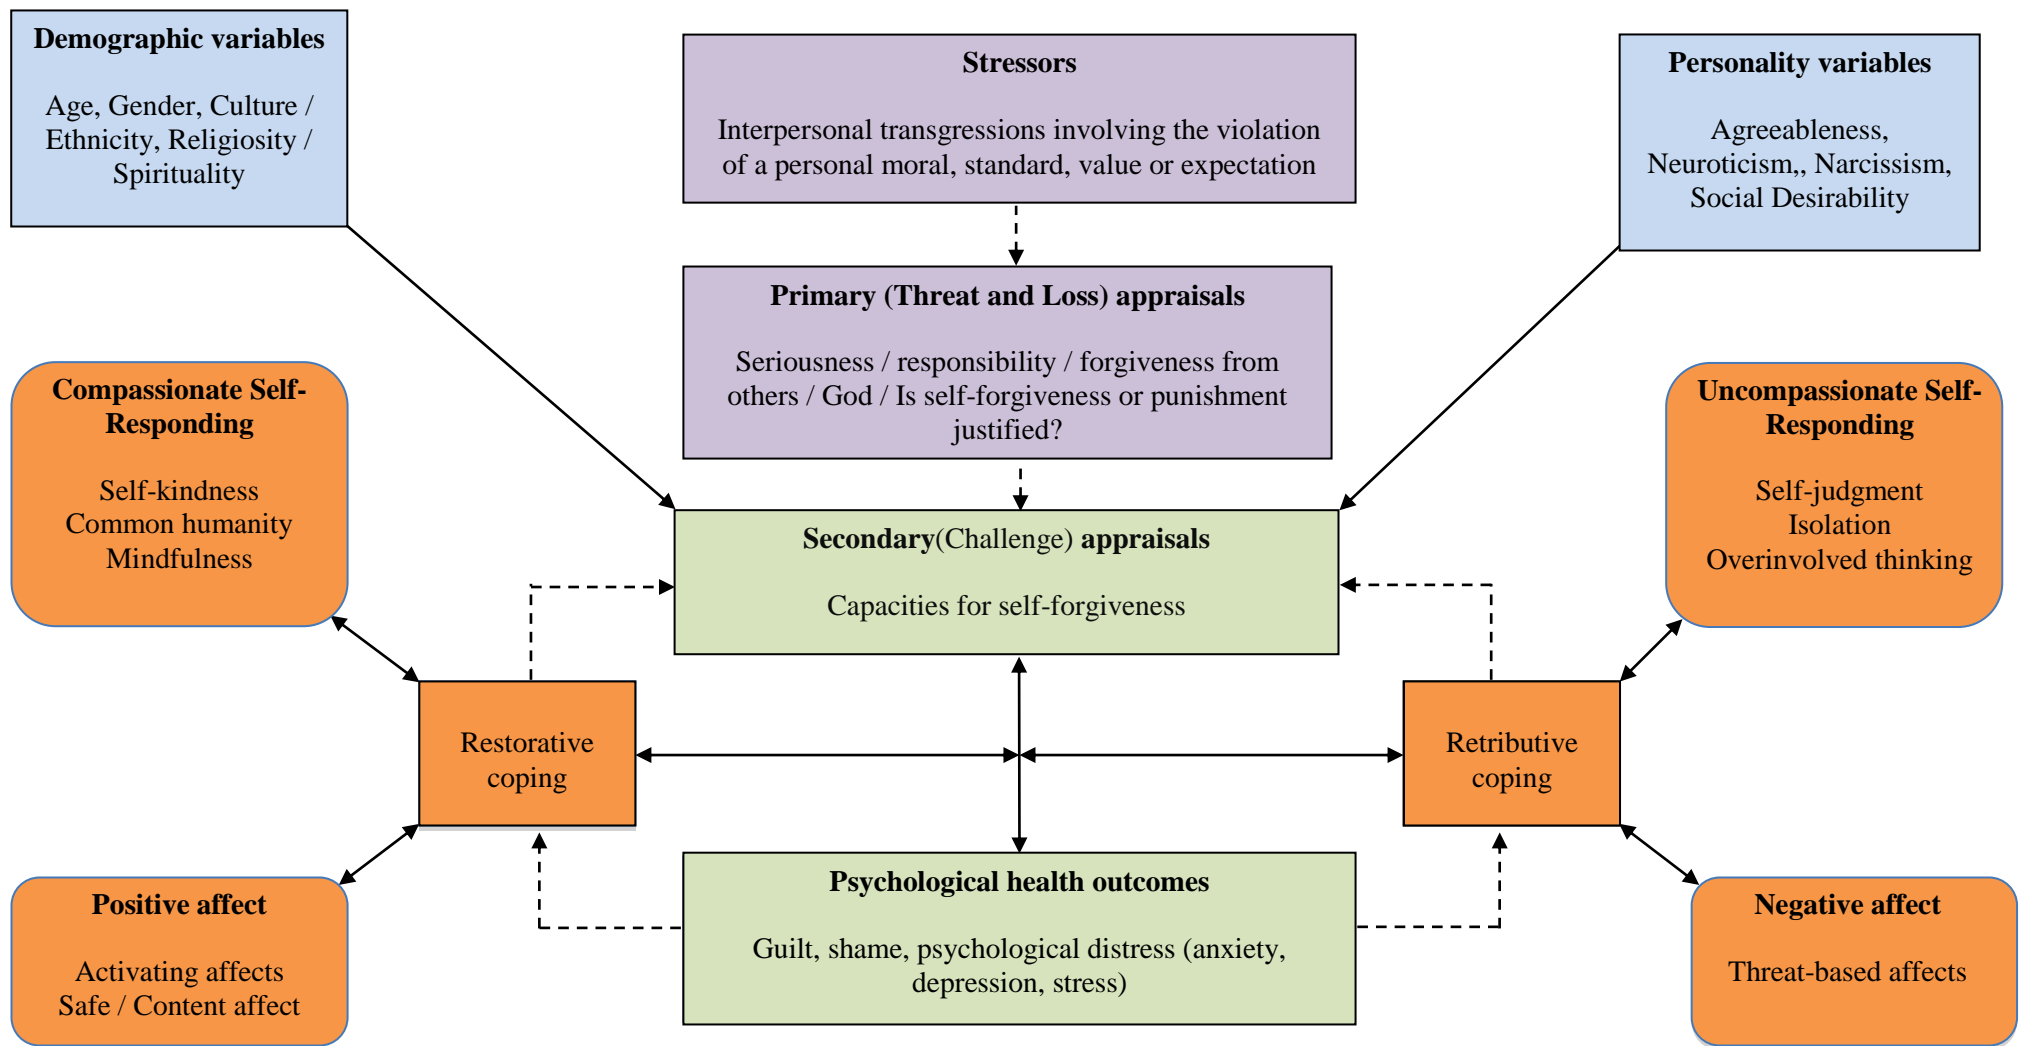 Demographic variables
Age, Gender, Culture /
Ethnicity, Religiosity /
Spirituality
Stressors
Interpersonal transgressions involving the violation
of a personal moral, standard, value or expectation
Personality variables
Agreeableness,
Neuroticism,, Narcissism,
Social Desirability
Primary (Threat and Loss) appraisals
Seriousness / responsibility / forgiveness from
others / God / Is self-forgiveness or punishment
justified?
Compassionate Self-
Responding
Self-kindness
Common humanity
Mindfulness
Secondary(Challenge) appraisals
Capacities for self-forgiveness
Uncompassionate Self-
Responding
Self-judgment
Isolation
Overinvolved thinking
Restorative
coping
Retributive
coping
Positive affect
Activating affects
Safe / Content affect
Psychological health outcomes
Guilt, shame, psychological distress (anxiety,
depression, stress)
Negative affect
Threat-based affects